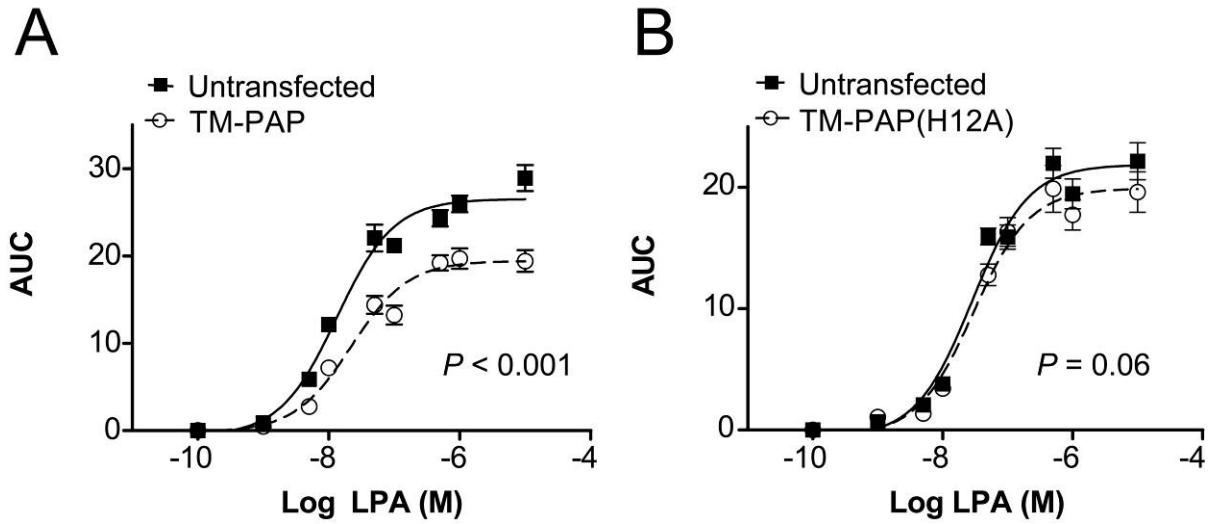 A
Untransfected
TM-PAP
30
20
10
0
AUC
P < 0.001
-10
-8
-6
-4
Log LPA (M)
B
Untransfected
TM-PAP(H12A)
20
10
0
AUC
P = 0.06
-10
-8
-6
-4
Log LPA (M)